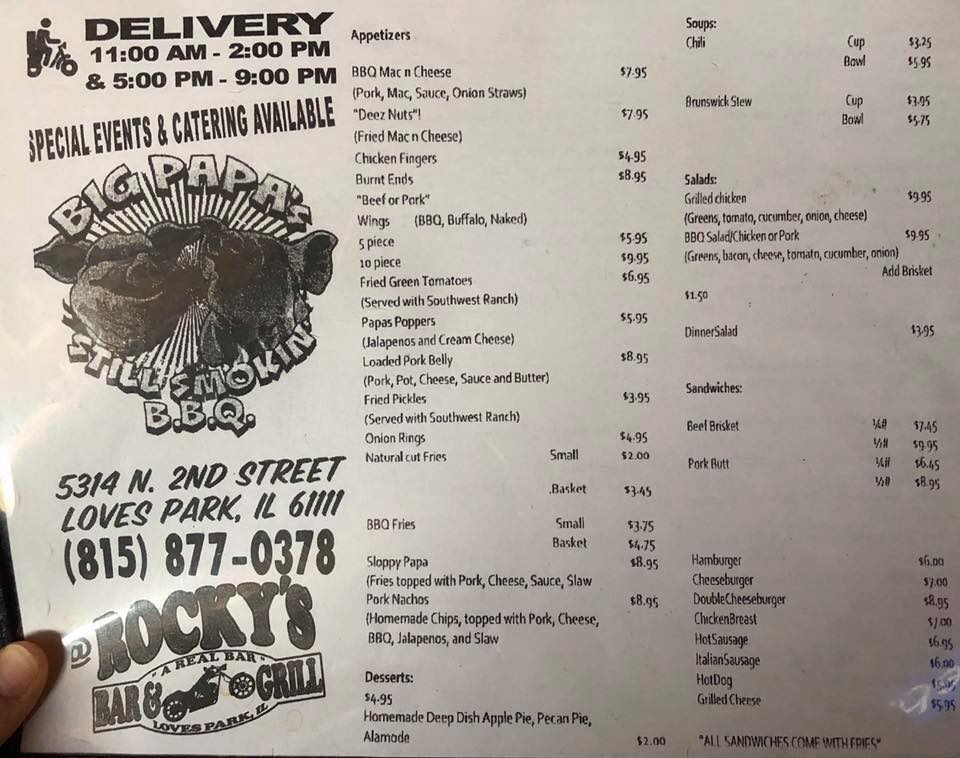 DELIVERY
11:00 AM - 2:00 PM
& 5:00 PM - 9:00 PM
SPECIAL EVENTS & CATERING AVAILABLE
BIG PAPA's
STILL SMOKIN'
B.B.Q.
5314 N. 2ND STREET
LOVES PARK, IL 61111
(815) 877-0378
@ ROCKY'S
"A REAL BAR"
BAR & GRILL
LOVES PARK, IL
Appetizers
BBQ Mac n Cheese $7.95
(Pork, Mac, Sauce, Onion Straws)
"Deez Nuts"! $7.95
(Fried Mac n Cheese)
Chicken Fingers $4.95
Burnt Ends $8.95
"Beef or Pork"
Wings (BBQ, Buffalo, Naked)
5 piece $5.95
10 piece $9.95
Fried Green Tomatoes $6.95
(Served with Southwest Ranch)
Papas Poppers $5.95
(Jalapenos and Cream Cheese)
Loaded Pork Belly $8.95
(Pork, Pot, Cheese, Sauce and Butter)
Fried Pickles $3.95
(Served with Southwest Ranch)
Onion Rings $4.95
Natural cut Fries Small $2.00
.Basket $3.45
BBQ Fries Small $3.75
Basket $4.75
Sloppy Papa $8.95
(Fries topped with Pork, Cheese, Sauce, Slaw
Pork Nachos $8.95
(Homemade Chips, topped with Pork, Cheese,
BBQ, Jalapenos, and Slaw
Desserts:
$4.95
Homemade Deep Dish Apple Pie, Pecan Pie,
Alamode $2.00
Soups:
Chili Cup $3.25
Bowl $5.95
Brunswick Stew Cup $3.95
Bowl $5.75
Salads:
Grilled chicken $9.95
(Greens, tomato, cucumber, onion, cheese)
BBQ Salad/Chicken or Pork $9.95
(Greens, bacon, cheese, tomato, cucumber, onion)
Add Brisket
$1.50
DinnerSalad $3.95
Sandwiches:
Beef Brisket ¼# $7.45
½# $9.95
Pork Butt ¼# $6.45
½# $8.95
Hamburger $6.00
Cheeseburger $7.00
DoubleCheeseburger $8.95
ChickenBreast $7.00
HotSausage $6.95
ItalianSausage $6.00
HotDog
Grilled Cheese $5.95
"ALL SANDWICHES COME WITH FRIES"